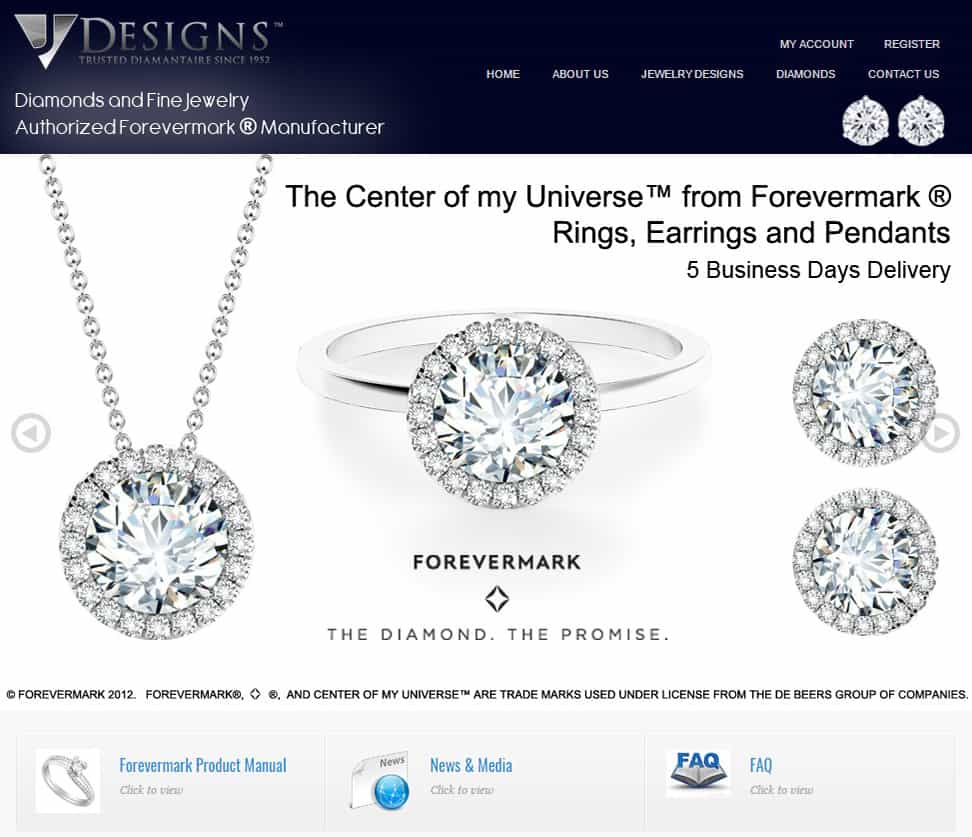 VJ DESIGNS™
TRUSTED DIAMANTAIRE SINCE 1952
MY ACCOUNT REGISTER
HOME ABOUT US JEWELRY DESIGNS DIAMONDS CONTACT US
Diamonds and Fine Jewelry
Authorized Forevermark ® Manufacturer
The Center of my Universe™ from Forevermark ®
Rings, Earrings and Pendants
5 Business Days Delivery
FOREVERMARK
THE DIAMOND. THE PROMISE.
© FOREVERMARK 2012. FOREVERMARK®, ®, AND CENTER OF MY UNIVERSE™ ARE TRADE MARKS USED UNDER LICENSE FROM THE DE BEERS GROUP OF COMPANIES.
Forevermark Product Manual
Click to view
News
News & Media
Click to view
FAQ
FAQ
Click to view